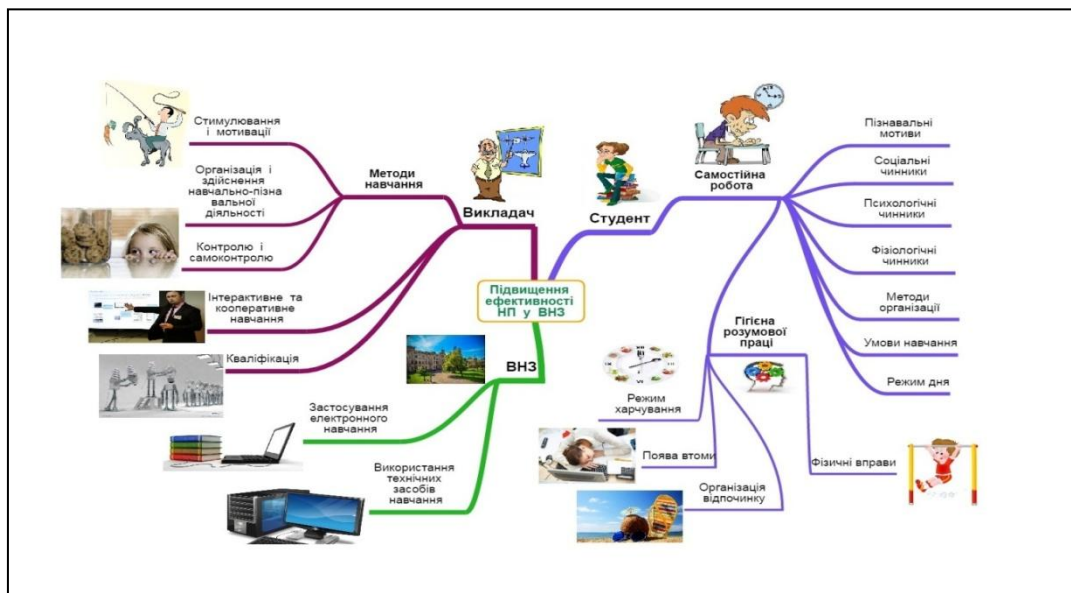 Підвищення
ефективності
НП у ВНЗ
Викладач
Методи
навчання
Стимулювання
і мотивації
Організація і
здійснення
навчально-пізна
вальної
діяльності
Контролю і
самоконтролю
Інтерактивне та
кооперативне
навчання
Кваліфікація
ВНЗ
Застосування
електронного
навчання
Використання
технічних
засобів
навчання
Студент
Самостійна
робота
Пізнавальні
мотиви
Соціальні
чинники
Психологічні
чинники
Фізіологічні
чинники
Методи
організації
Умови навчання
Режим дня
Гігієна
розумової
праці
Режим
харчування
Поява втоми
Організація
відпочинку
Фізичні вправи